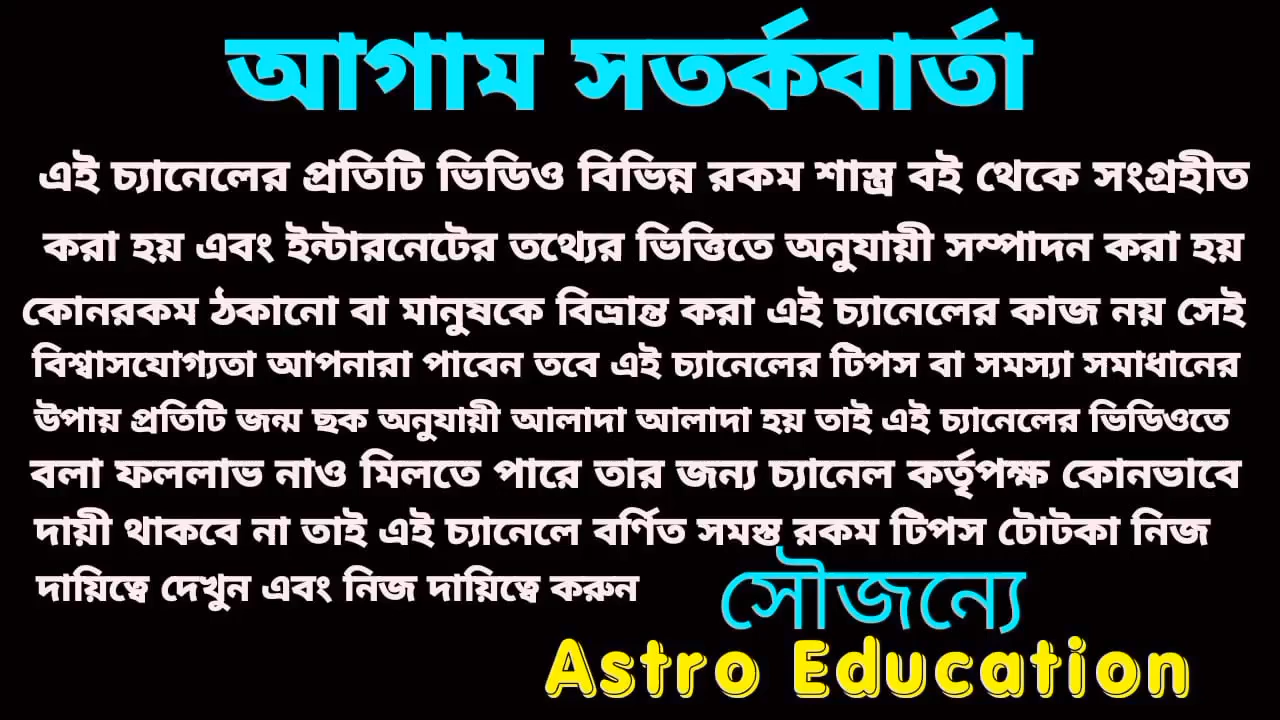 আগাম সতর্কবার্তা
এই চ্যানেলের প্রতিটি ভিডিও বিভিন্ন রকম শাস্ত্র বই থেকে সংগ্রহীত
করা হয় এবং ইন্টারনেটের তথ্যের ভিত্তিতে অনুযায়ী সম্পাদন করা হয়
কোনরকম ঠকানো বা মানুষকে বিভ্রান্ত করা এই চ্যানেলের কাজ নয় সেই
বিশ্বাসযোগ্যতা আপনারা পাবেন তবে এই চ্যানেলের টিপস বা সমস্যা সমাধানের
উপায় প্রতিটি জন্ম ছক অনুযায়ী আলাদা আলাদা হয় তাই এই চ্যানেলের ভিডিওতে
বলা ফললাভ নাও মিলতে পারে তার জন্য চ্যানেল কর্তৃপক্ষ কোনভাবে
দায়ী থাকবে না তাই এই চ্যানেলে বর্ণিত সমস্ত রকম টিপস টোটকা নিজ
দায়িত্বে দেখুন এবং নিজ দায়িত্বে করুন
সৌজন্যে
Astro Education